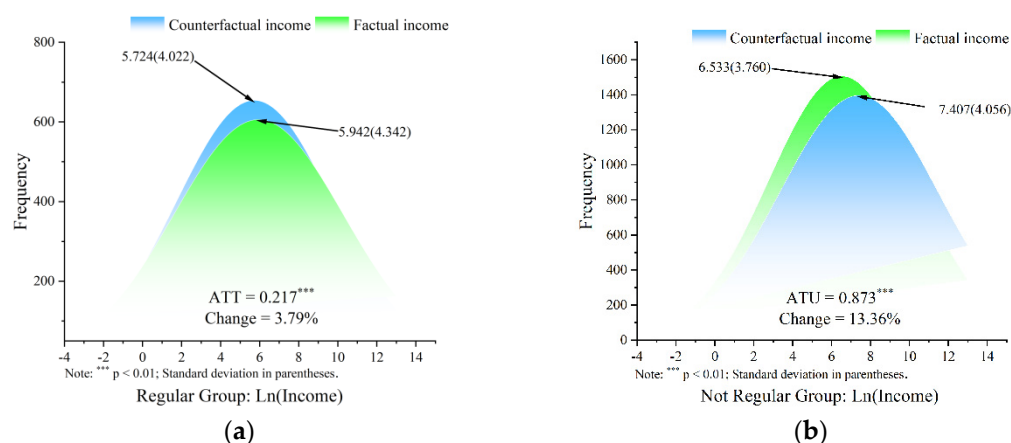 Counterfactual income
Factual income
5.724(4.022)
5.942(4.342)
Frequency
800
600
400
200
ATT = 0.217***
Change = 3.79%
-4 -2 0 2 4 6 8 10 12 14
Note: *** p < 0.01; Standard deviation in parentheses.
Regular Group: Ln(Income)
(a)
Counterfactual income
Factual income
6.533(3.760)
7.407(4.056)
Frequency
1600
1400
1200
1000
800
600
400
200
0
ATU = 0.873***
Change = 13.36%
-4 -2 0 2 4 6 8 10 12 14
Note: *** p < 0.01; Standard deviation in parentheses.
Not Regular Group: Ln(Income)
(b)